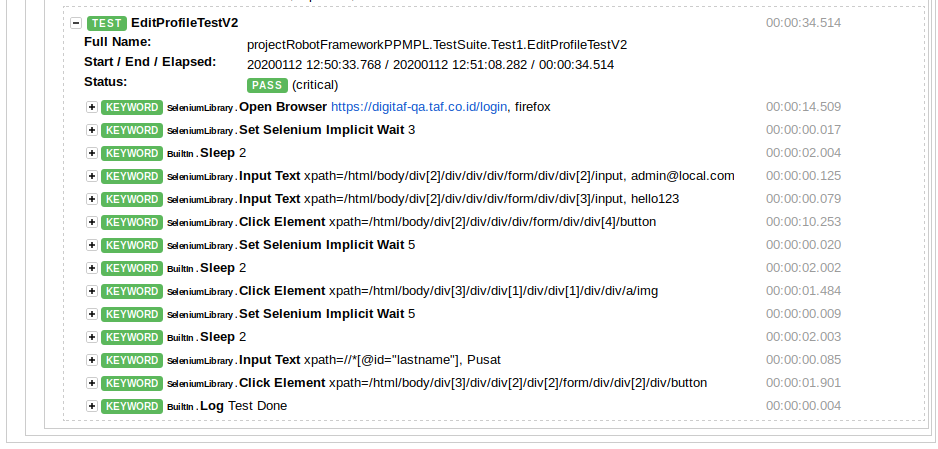 TEST EditProfileTestV2 00:00:34.514
Full Name: projectRobotFrameworkPPMPL.TestSuite.Test1.EditProfileTestV2
Start / End / Elapsed: 20200112 12:50:33.768 / 20200112 12:51:08.282 / 00:00:34.514
Status: PASS (critical)
KEYWORD SeleniumLibrary.Open Browser https://digitaf-qa.taf.co.id/login, firefox 00:00:14.509
KEYWORD SeleniumLibrary.Set Selenium Implicit Wait 3 00:00:00.017
KEYWORD BuiltIn.Sleep 2 00:00:02.004
KEYWORD SeleniumLibrary.Input Text xpath=/html/body/div[2]/div/div/div/form/div/div[2]/input, admin@local.com 00:00:00.125
KEYWORD SeleniumLibrary.Input Text xpath=/html/body/div[2]/div/div/div/form/div/div[3]/input, hello123 00:00:00.079
KEYWORD SeleniumLibrary.Click Element xpath=/html/body/div[2]/div/div/div/form/div/div[4]/button 00:00:10.253
KEYWORD SeleniumLibrary.Set Selenium Implicit Wait 5 00:00:00.020
KEYWORD BuiltIn.Sleep 2 00:00:02.002
KEYWORD SeleniumLibrary.Click Element xpath=/html/body/div[3]/div/div[1]/div/div[1]/div/div/a/img 00:00:01.484
KEYWORD SeleniumLibrary.Set Selenium Implicit Wait 5 00:00:00.009
KEYWORD BuiltIn.Sleep 2 00:00:02.003
KEYWORD SeleniumLibrary.Input Text xpath=//*[@id="lastname"], Pusat 00:00:00.085
KEYWORD SeleniumLibrary.Click Element xpath=/html/body/div[3]/div/div[2]/div[2]/form/div/div[2]/div/button 00:00:01.901
KEYWORD BuiltIn.Log Test Done 00:00:00.004